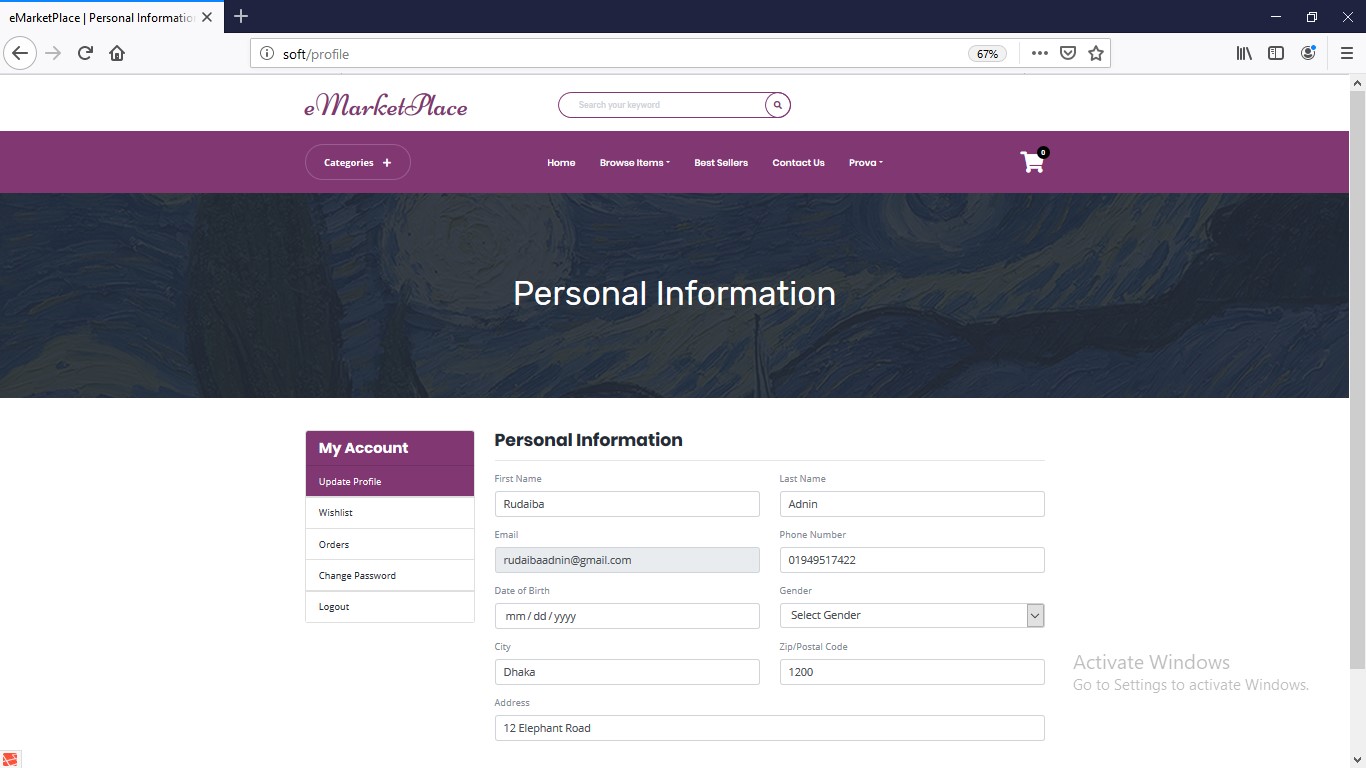 eMarketPlace | Personal Informatio
soft/profile
67%
eMarketPlace
Search your keyword
Categories +
Home
Browse Items
Best Sellers
Contact Us
Prova
0
Personal Information
My Account
Update Profile
Wishlist
Orders
Change Password
Logout
Personal Information
First Name
Last Name
Rudaiba
Adnin
Email
Phone Number
rudaibaadnin@gmail.com
01949517422
Date of Birth
Gender
mm / dd / yyyy
Select Gender
City
Zip/Postal Code
Dhaka
1200
Address
12 Elephant Road
Activate Windows
Go to Settings to activate Windows.